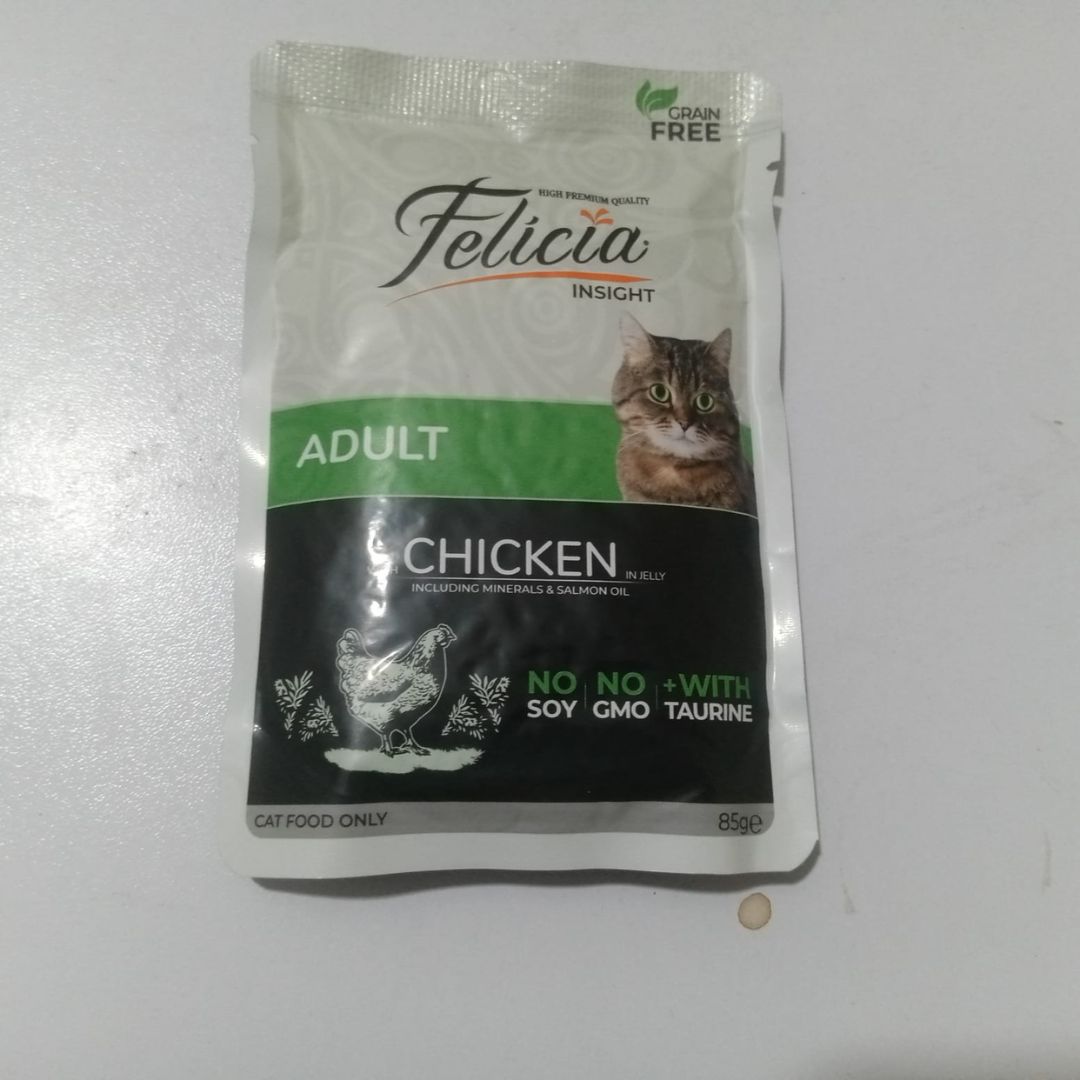 GRAIN
FREE
HIGH PREMIUM QUALITY
Felicia
INSIGHT
ADULT
CHICKEN IN JELLY
INCLUDING MINERALS & SALMON OIL
NO NO +WITH
SOY GMO TAURINE
CAT FOOD ONLY 85g℮